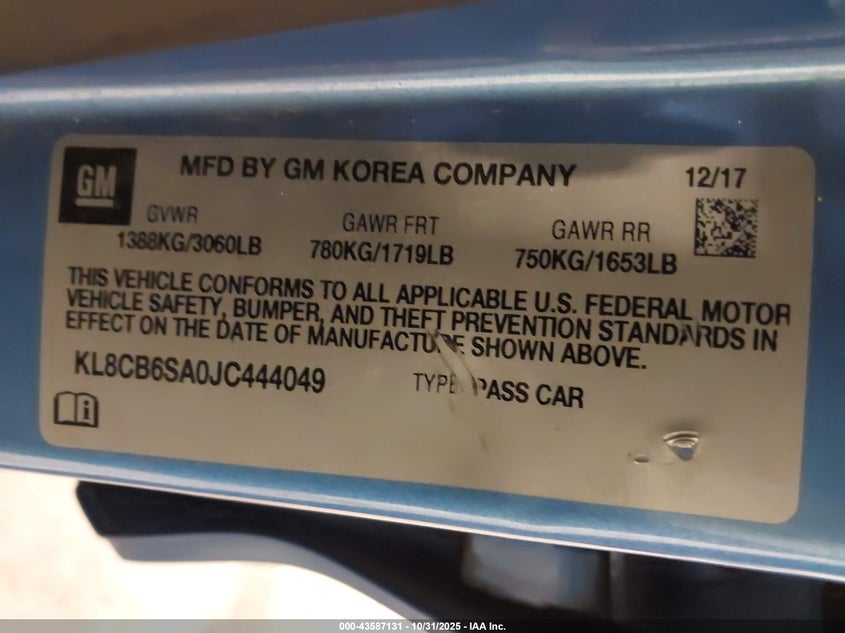 GM
MFD BY GM KOREA COMPANY
12/17
GVWR
1388KG/3060LB
GAWR FRT
780KG/1719LB
GAWR RR
750KG/1653LB
THIS VEHICLE CONFORMS TO ALL APPLICABLE U.S. FEDERAL MOTOR
VEHICLE SAFETY, BUMPER, AND THEFT PREVENTION STANDARDS IN
EFFECT ON THE DATE OF MANUFACTURE SHOWN ABOVE.
KL8CB6SA0JC444049
TYPE: PASS CAR
000-43587131 - 10/31/2025 - IAA Inc.